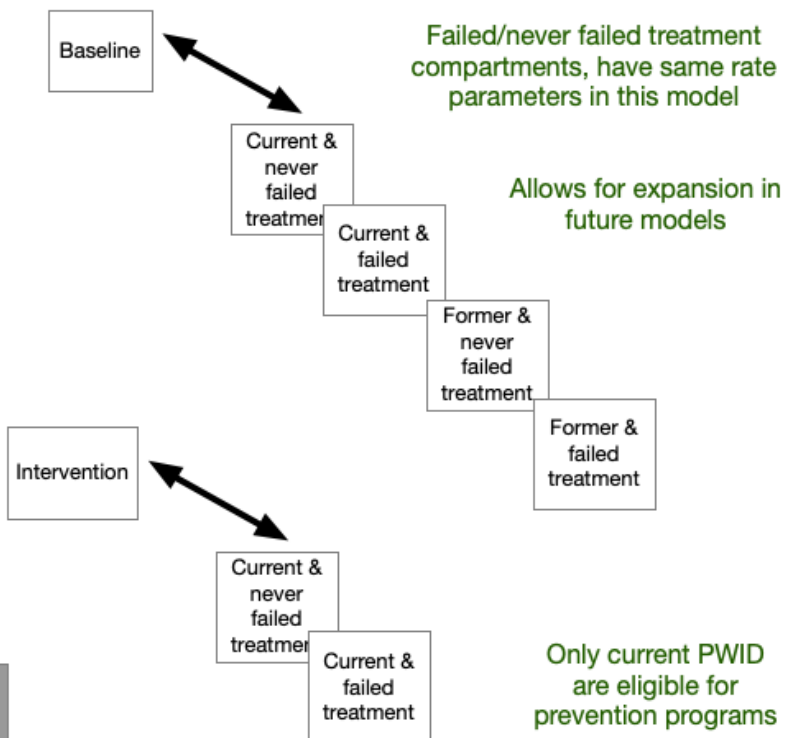 Baseline
Failed/never failed treatment
compartments, have same rate
parameters in this model
Current &
never
failed
treatmen
Allows for expansion in
future models
Current &
failed
treatment
Former &
never
failed
treatment
Former &
failed
treatment
Intervention
Current &
never
failed
treatmen
Current &
failed
treatment
Only current PWID
are eligible for
prevention programs